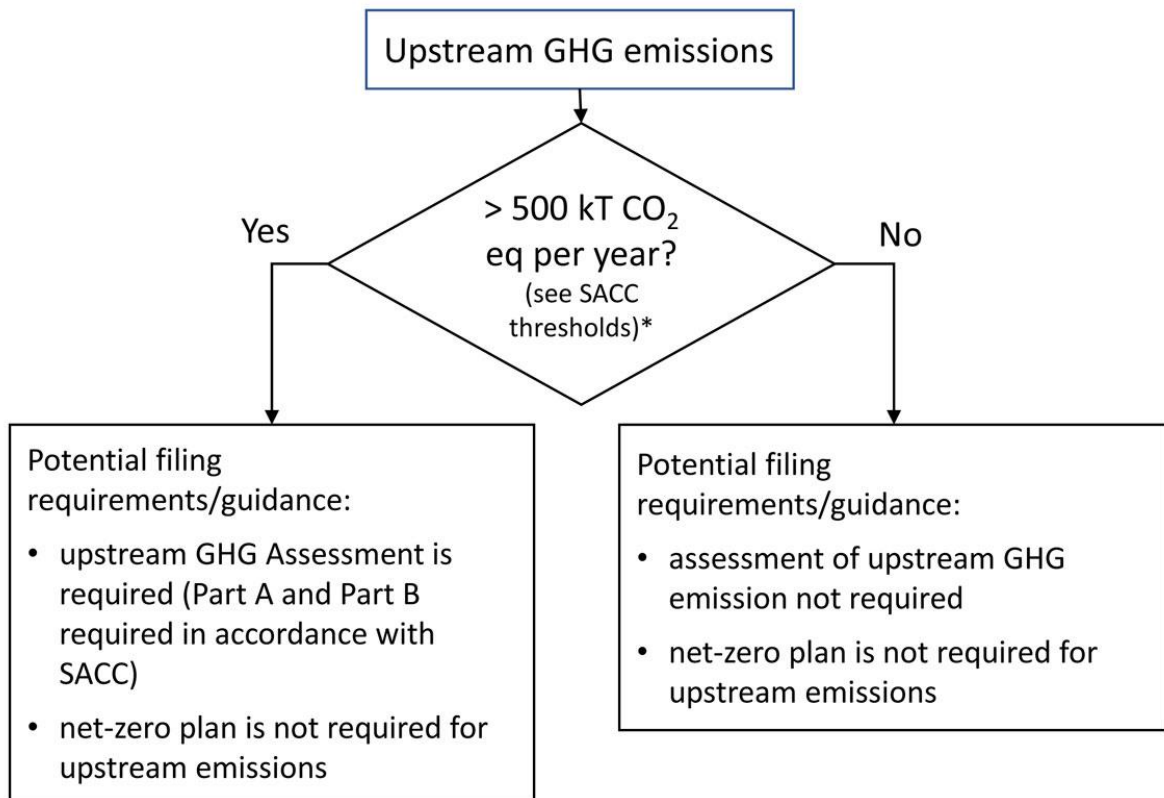 Upstream GHG emissions
> 500 kT CO₂
eq per year?
(see SACC
thresholds)*
Yes
No
Potential filing
requirements/guidance:
• upstream GHG Assessment is
required (Part A and Part B
required in accordance with
SACC)
• net-zero plan is not required for
upstream emissions
Potential filing
requirements/guidance:
• assessment of upstream GHG
emission not required
• net-zero plan is not required for
upstream emissions